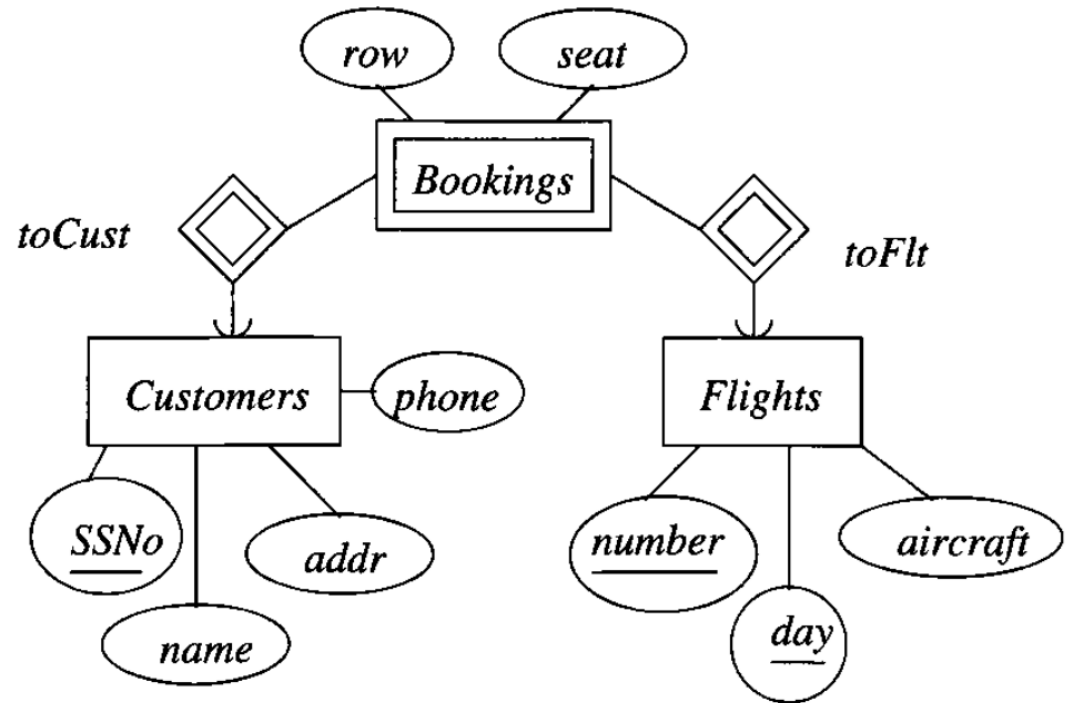 row
seat
Bookings
toCust
toFlt
Customers
phone
Flights
SSNo
addr
number
aircraft
name
day